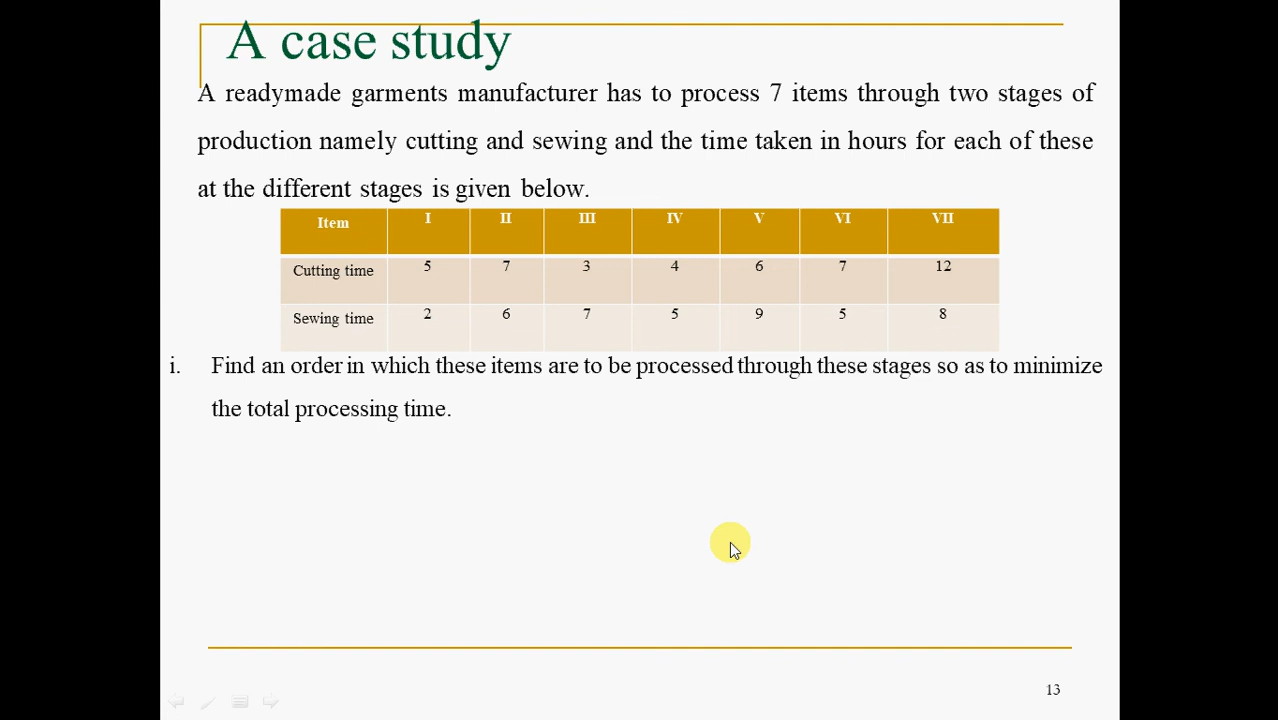 A case study
A readymade garments manufacturer has to process 7 items through two stages of
production namely cutting and sewing and the time taken in hours for each of these
at the different stages is given below.
Item I II III IV V VI VII
Cutting time 5 7 3 4 6 7 12
Sewing time 2 6 7 5 9 5 8
i. Find an order in which these items are to be processed through these stages so as to minimize
the total processing time.
13